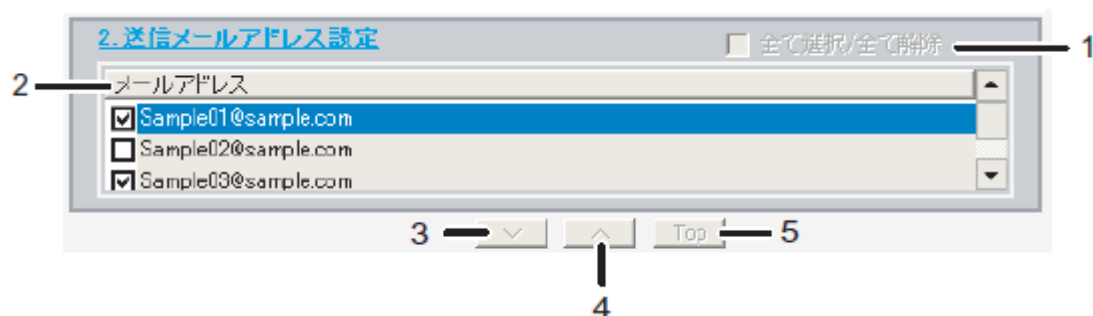 2.送信メールアドレス設定
全て選択/全て解除
1
2
メールアドレス
Sample01@sample.com
Sample02@sample.com
Sample03@sample.com
3
Top
5
4